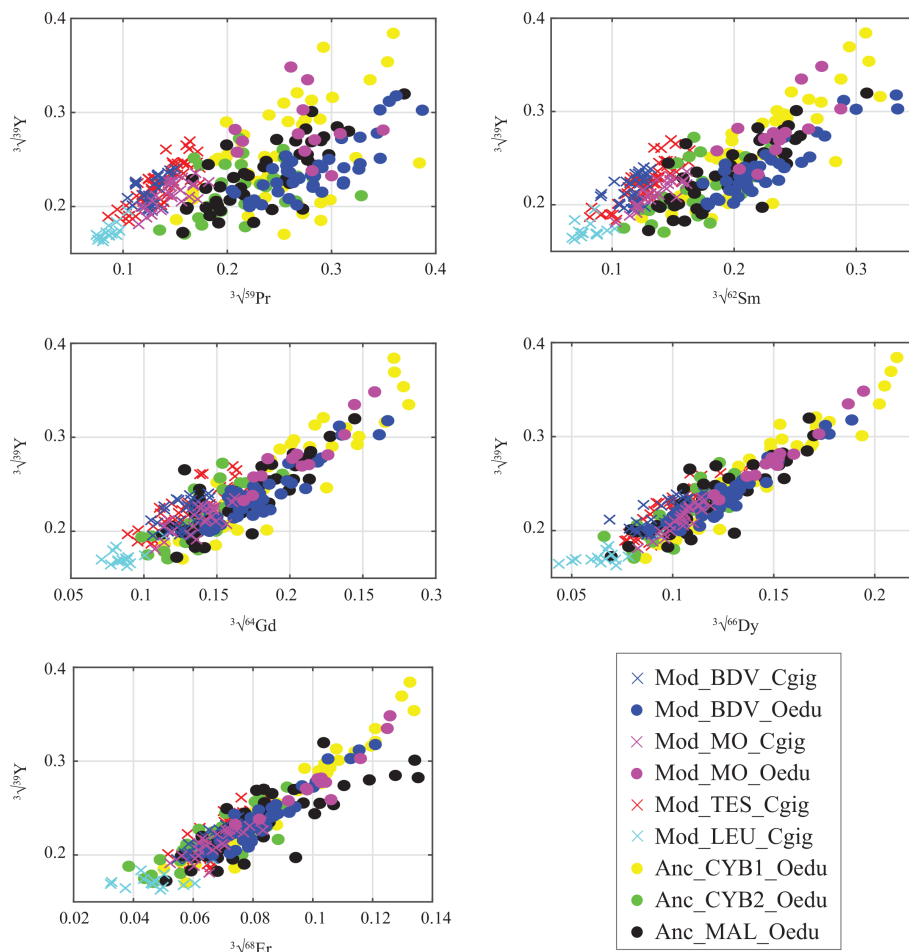 0.4
0.3
0.2
³√³⁹Y
0.1 0.2 0.3 0.4
³√⁵⁹Pr
0.4
0.3
0.2
³√³⁹Y
0.1 0.2 0.3
³√⁶²Sm
0.4
0.3
0.2
³√³⁹Y
0.05 0.1 0.15 0.2 0.15 0.3
³√⁶⁴Gd
0.4
0.3
0.2
³√³⁹Y
0.05 0.1 0.15 0.2
³√⁶⁶Dy
0.4
0.3
0.2
³√³⁹Y
0.02 0.04 0.06 0.08 0.1 0.12 0.14
³√⁶⁸Er
Mod_BDV_Cgig
Mod_BDV_Oedu
Mod_MO_Cgig
Mod_MO_Oedu
Mod_TES_Cgig
Mod_LEU_Cgig
Anc_CYB1_Oedu
Anc_CYB2_Oedu
Anc_MAL_Oedu